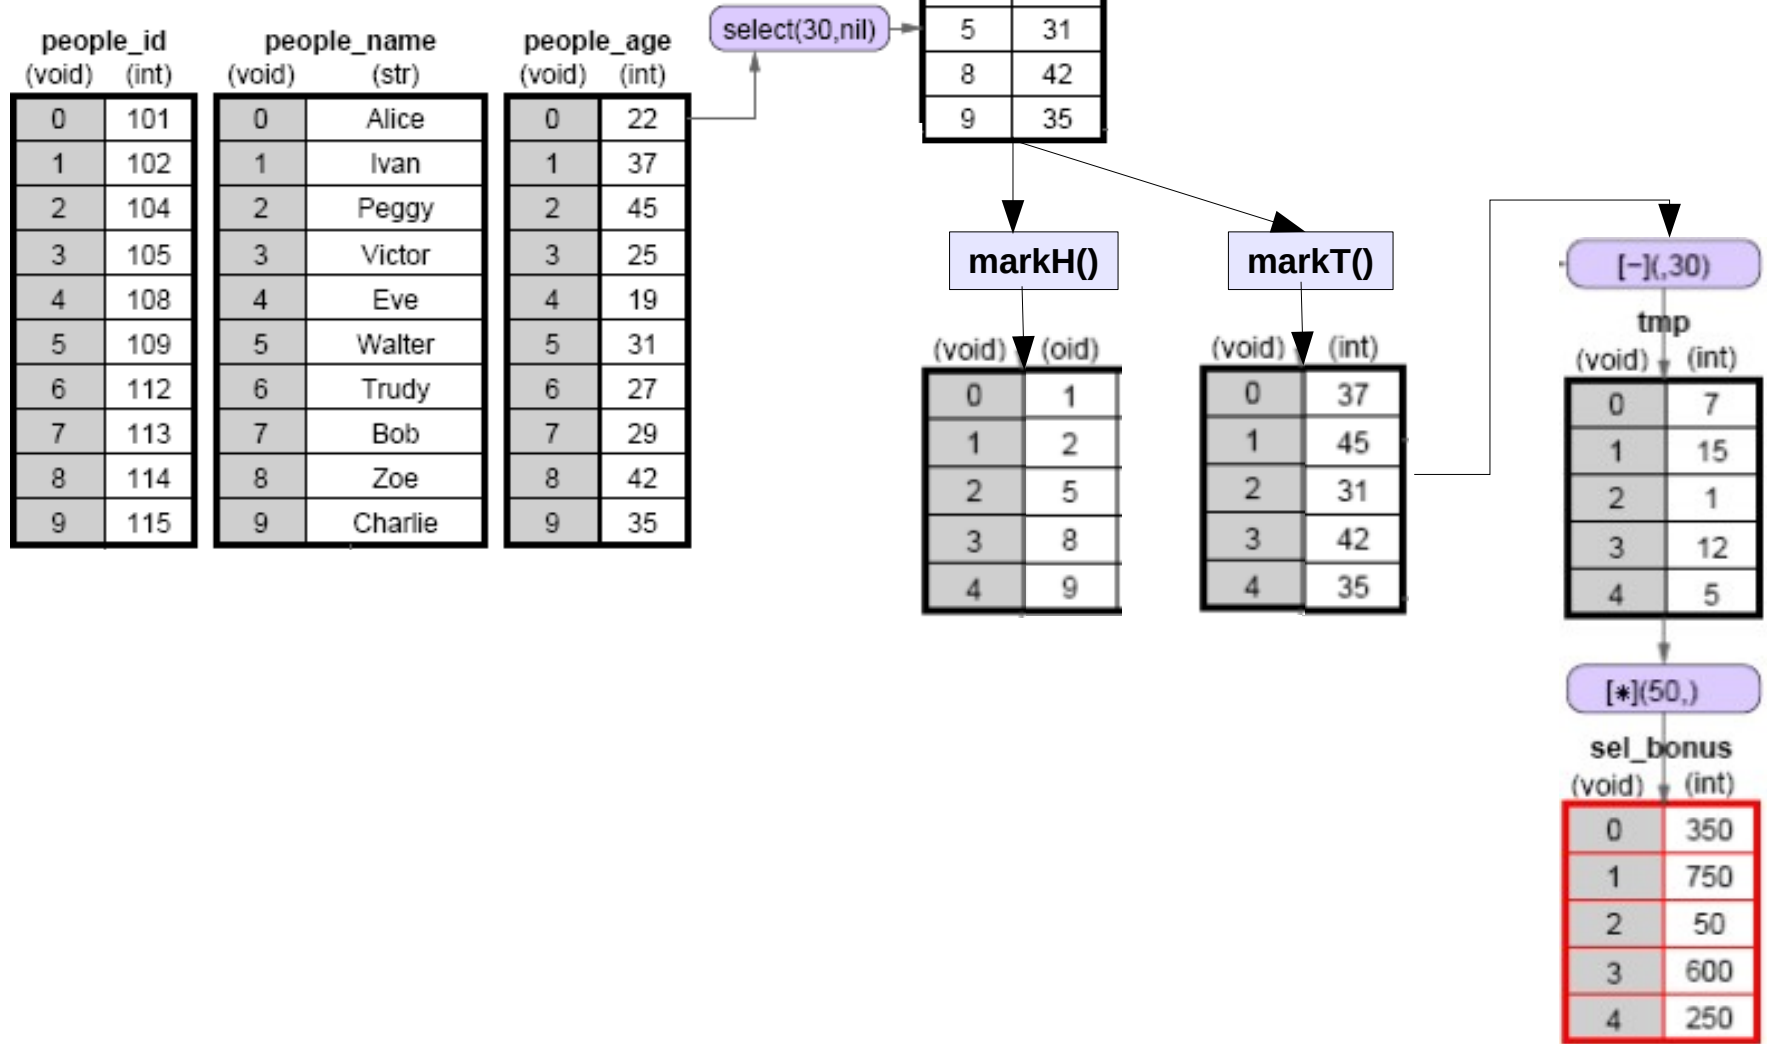 people_id
(void) (int)
0 101
1 102
2 104
3 105
4 108
5 109
6 112
7 113
8 114
9 115
people_name
(void) (str)
0 Alice
1 Ivan
2 Peggy
3 Victor
4 Eve
5 Walter
6 Trudy
7 Bob
8 Zoe
9 Charlie
people_age
(void) (int)
0 22
1 37
2 45
3 25
4 19
5 31
6 27
7 29
8 42
9 35
select(30,nil)
5 31
8 42
9 35
markH()
(void) (oid)
0 1
1 2
2 5
3 8
4 9
markT()
(void) (int)
0 37
1 45
2 31
3 42
4 35
[−](,30)
tmp
(void) (int)
0 7
1 15
2 1
3 12
4 5
[*](50,)
sel_bonus
(void) (int)
0 350
1 750
2 50
3 600
4 250